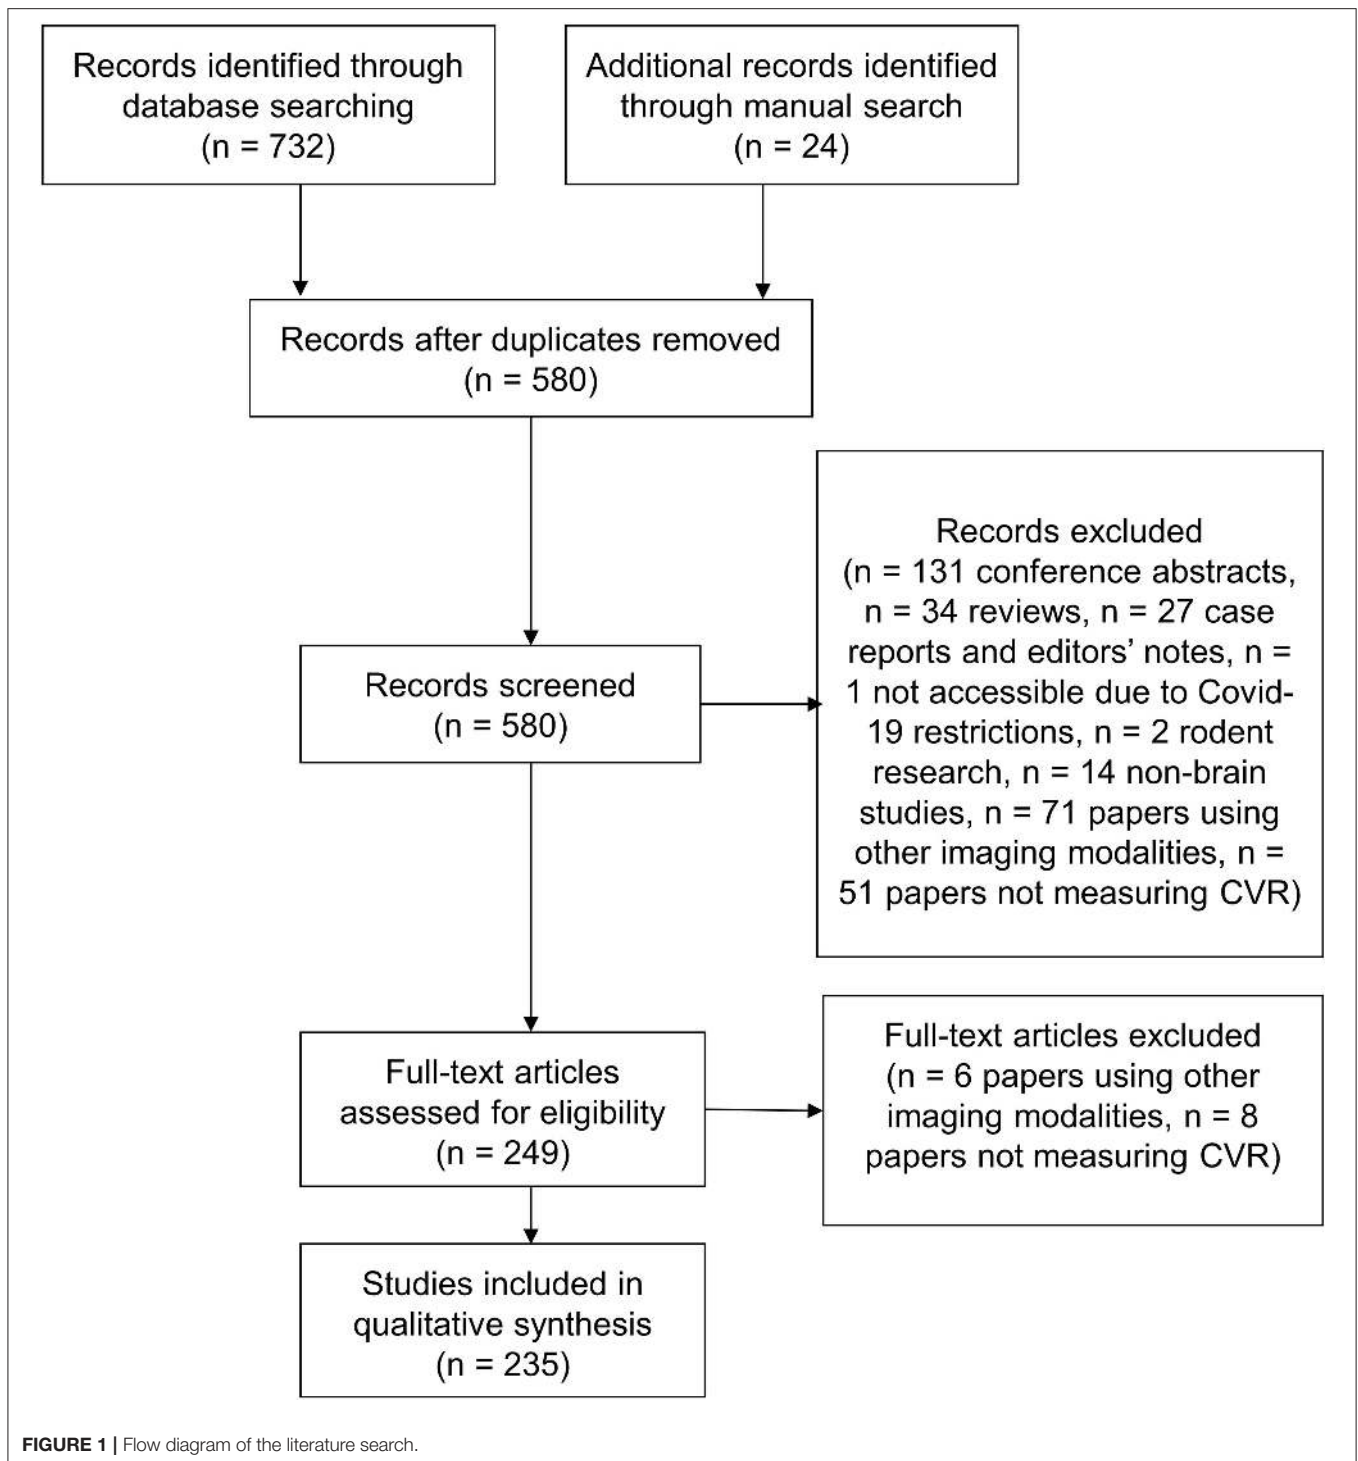 Records identified through
database searching
(n = 732)
Additional records identified
through manual search
(n = 24)
Records after duplicates removed
(n = 580)
Records screened
(n = 580)
Records excluded
(n = 131 conference abstracts,
n = 34 reviews, n = 27 case
reports and editors’ notes, n =
1 not accessible due to Covid-
19 restrictions, n = 2 rodent
research, n = 14 non-brain
studies, n = 71 papers using
other imaging modalities, n =
51 papers not measuring CVR)
Full-text articles
assessed for eligibility
(n = 249)
Full-text articles excluded
(n = 6 papers using other
imaging modalities, n = 8
papers not measuring CVR)
Studies included in
qualitative synthesis
(n = 235)
FIGURE 1 | Flow diagram of the literature search.